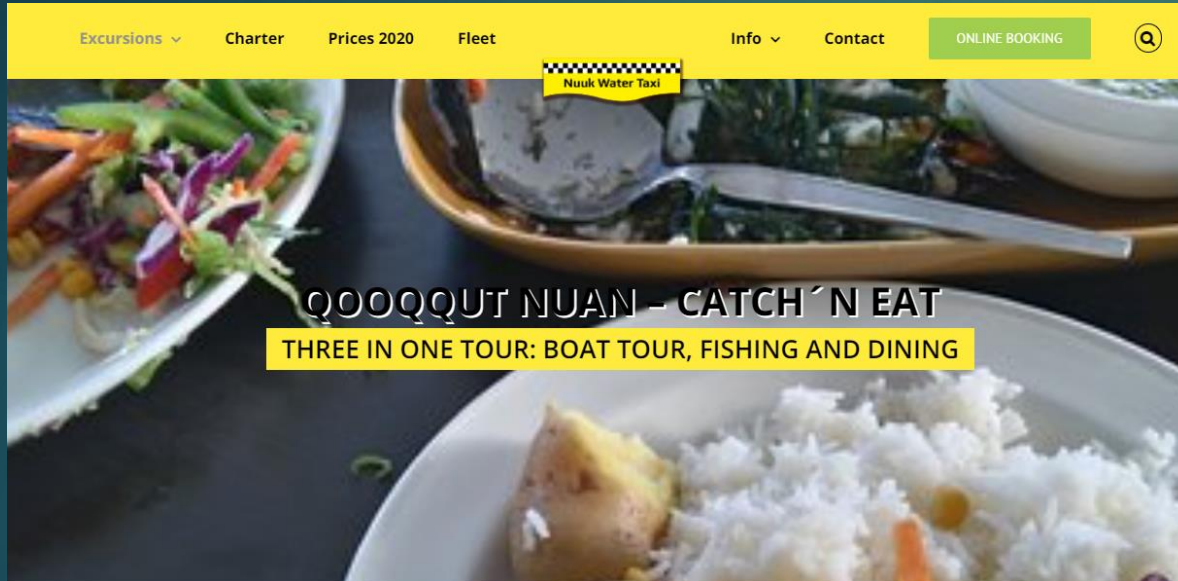 Excursions Charter Prices 2020 Fleet Info Contact ONLINE BOOKING
Nuuk Water Taxi
QOOQQUT NUAN – CATCH´N EAT
THREE IN ONE TOUR: BOAT TOUR, FISHING AND DINING